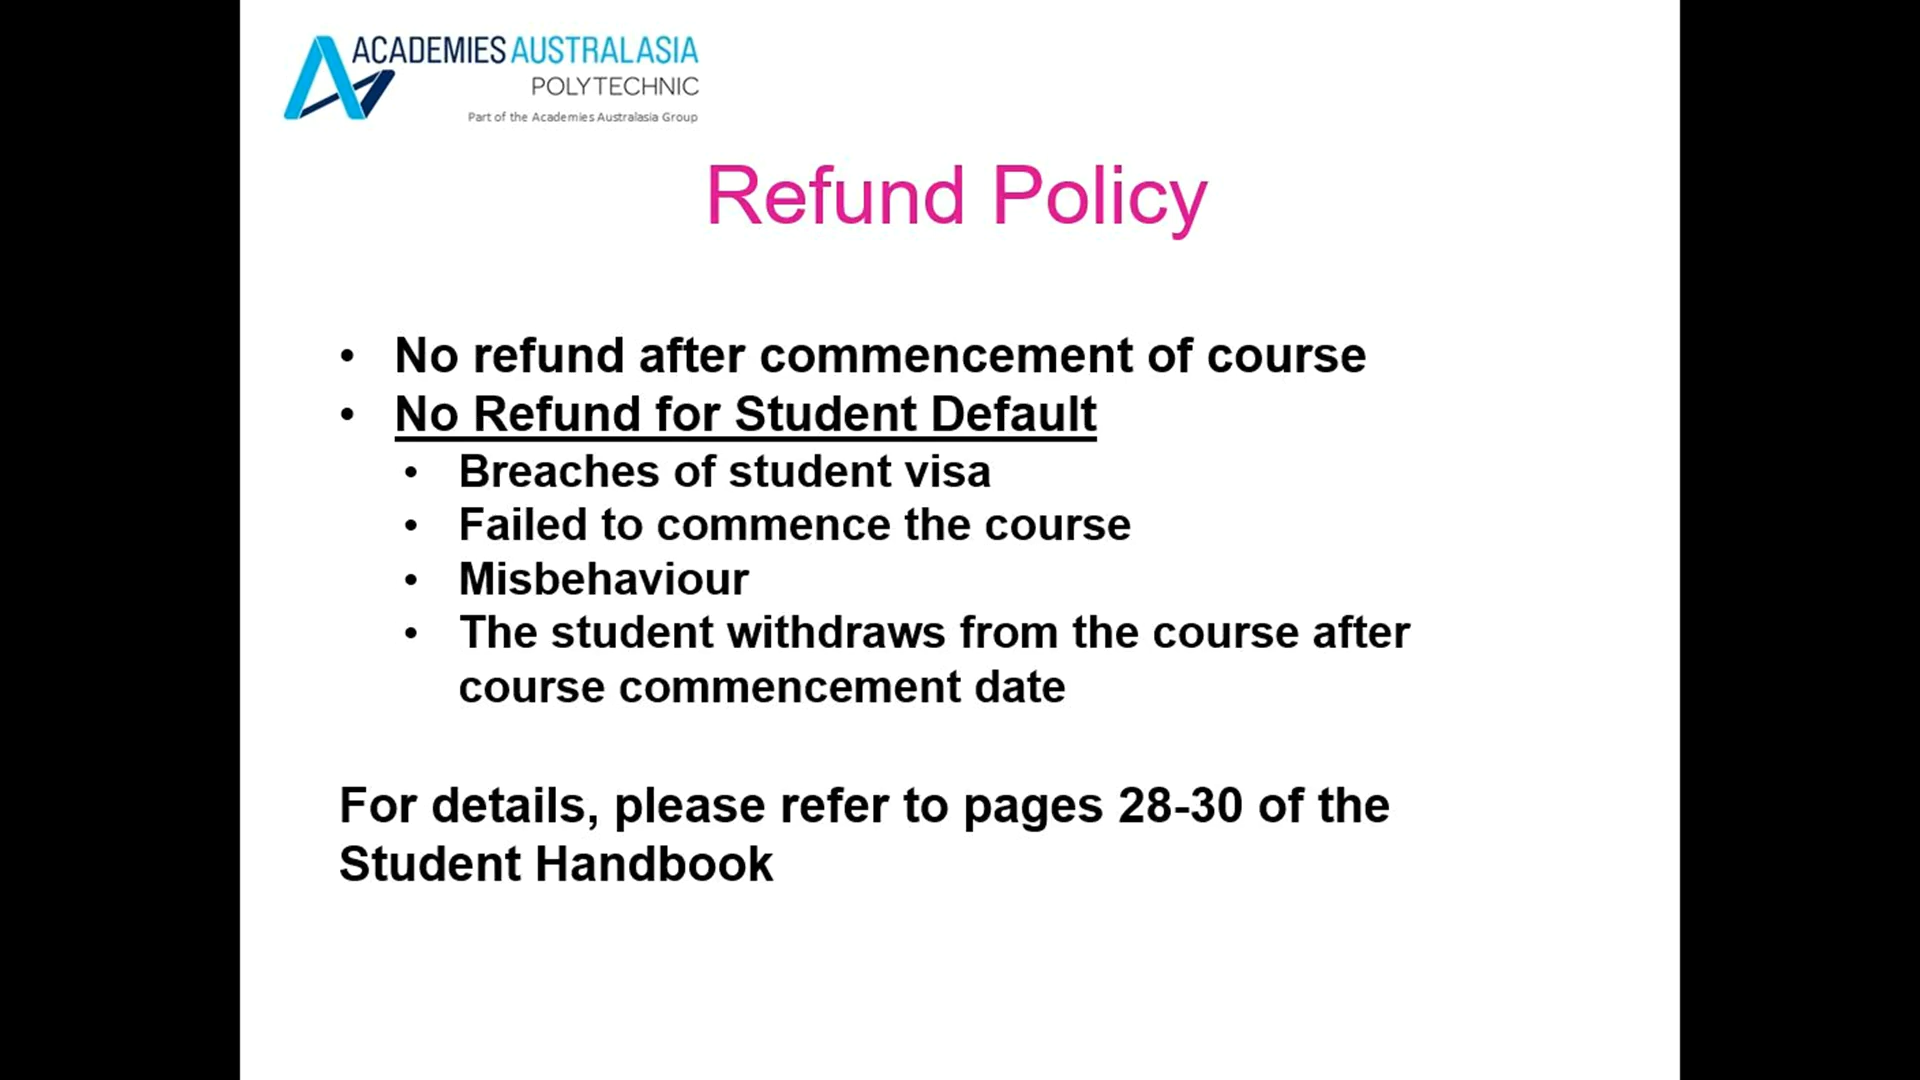 ACADEMIES AUSTRALASIA
POLYTECHNIC
Part of the Academies Australasia Group
Refund Policy
• No refund after commencement of course
• No Refund for Student Default
• Breaches of student visa
• Failed to commence the course
• Misbehaviour
• The student withdraws from the course after
course commencement date
For details, please refer to pages 28-30 of the
Student Handbook